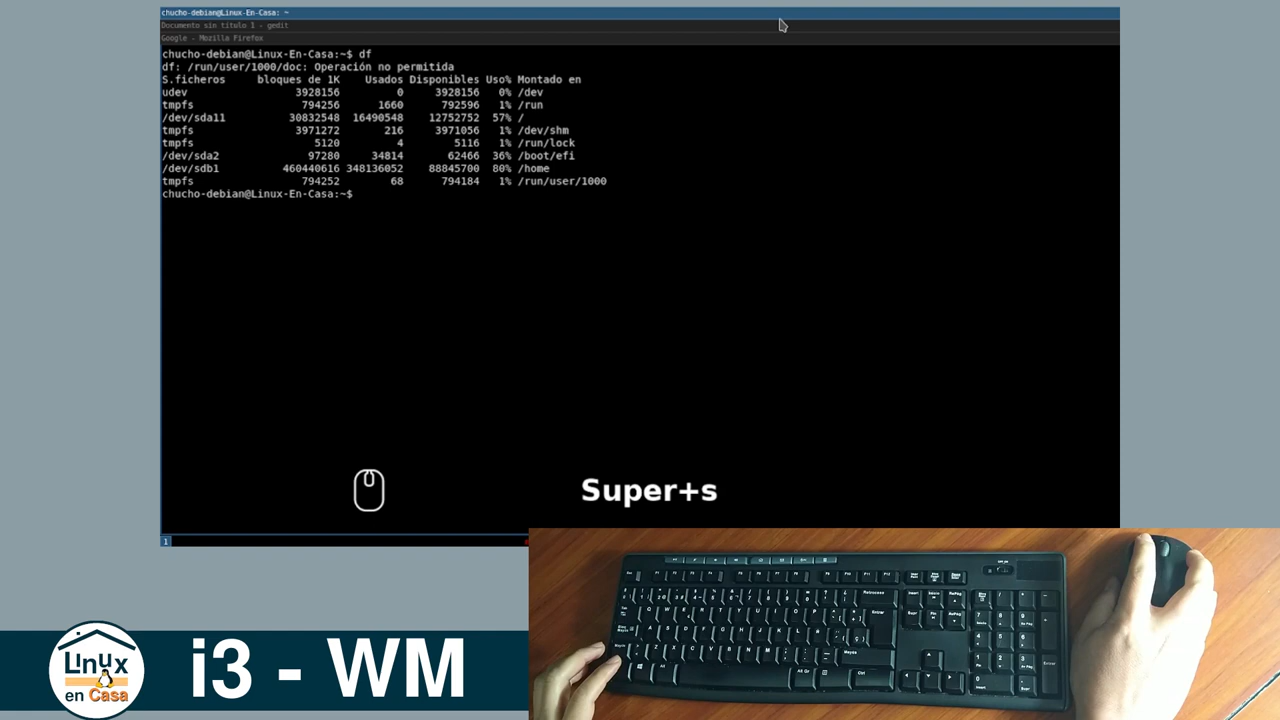 chucho-debian@Linux-En-Casa: ~
Documento sin título 1 - gedit
Google - Mozilla Firefox
chucho-debian@Linux-En-Casa:~$ df
df: /run/user/1000/doc: Operación no permitida
S.ficheros     bloques de 1K    Usados Disponibles Uso% Montado en
udev                 3928156         0     3928156   0% /dev
tmpfs                 794256      1660      792596   1% /run
/dev/sda11          30832548  16490548    12752752  57% /
tmpfs                3971272       216     3971056   1% /dev/shm
tmpfs                   5120         4        5116   1% /run/lock
/dev/sda2              97280     34814       62466  36% /boot/efi
/dev/sdb1          460440616 348136052    88845700  80% /home
tmpfs                 794252        68      794184   1% /run/user/1000
chucho-debian@Linux-En-Casa:~$
Super+s
1
Linux
en Casa
i3 - WM